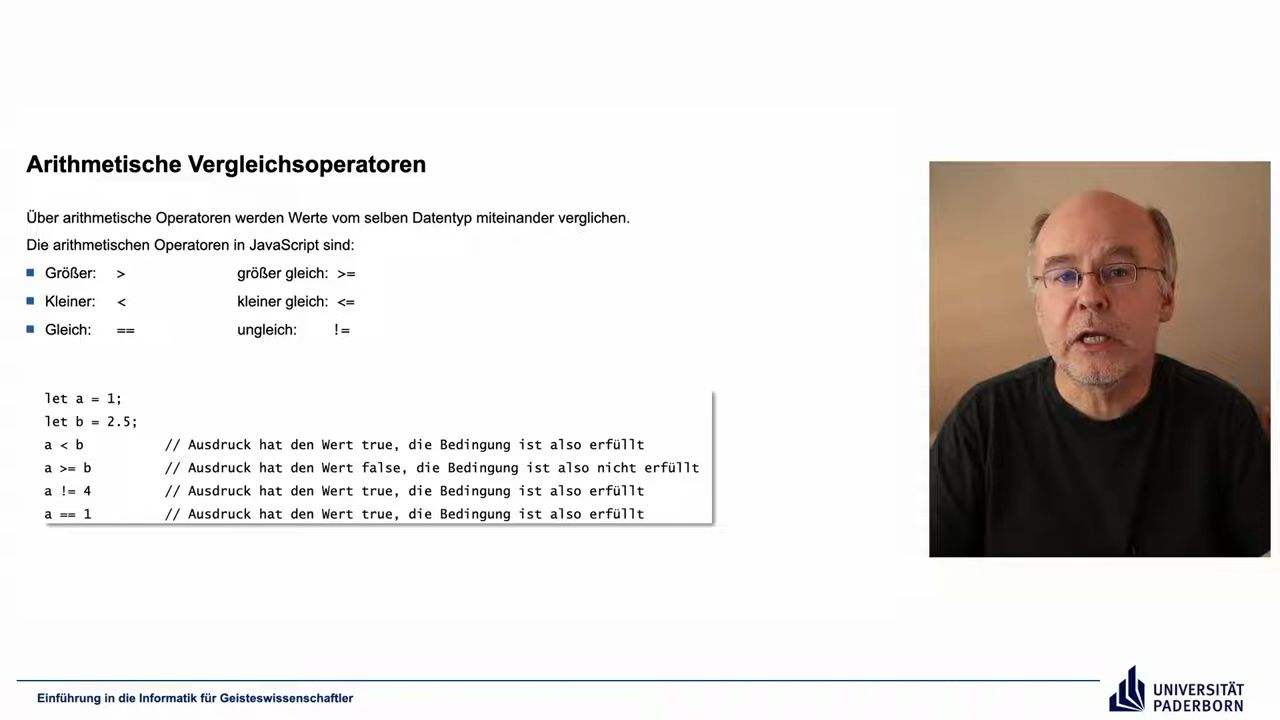 Arithmetische Vergleichsoperatoren
Über arithmetische Operatoren werden Werte vom selben Datentyp miteinander verglichen.
Die arithmetischen Operatoren in JavaScript sind:
Größer: > größer gleich: >=
Kleiner: < kleiner gleich: <=
Gleich: == ungleich: !=
let a = 1;
let b = 2.5;
a < b // Ausdruck hat den Wert true, die Bedingung ist also erfüllt
a >= b // Ausdruck hat den Wert false, die Bedingung ist also nicht erfüllt
a != 4 // Ausdruck hat den Wert true, die Bedingung ist also erfüllt
a == 1 // Ausdruck hat den Wert true, die Bedingung ist also erfüllt
Einführung in die Informatik für Geisteswissenschaftler
UNIVERSITÄT
PADERBORN